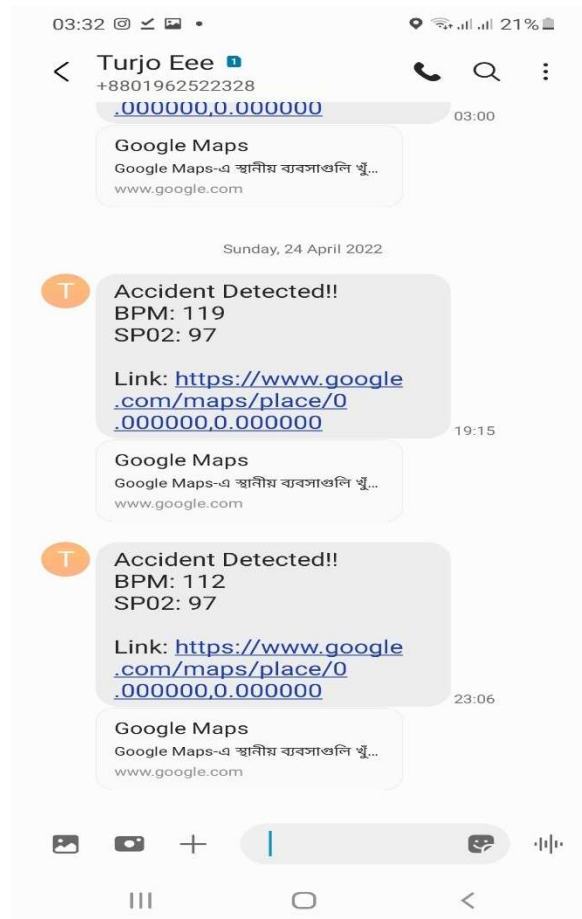 03:32
21%
Turjo Eee 1
+8801962522328
.000000,0.000000
03:00
Google Maps
Google Maps-এ স্থানীয় ব্যবসাগুলি খুঁ...
www.google.com
Sunday, 24 April 2022
T
Accident Detected!!
BPM: 119
SP02: 97
Link: https://www.google
.com/maps/place/0
.000000,0.000000
19:15
Google Maps
Google Maps-এ স্থানীয় ব্যবসাগুলি খুঁ...
www.google.com
T
Accident Detected!!
BPM: 112
SP02: 97
Link: https://www.google
.com/maps/place/0
.000000,0.000000
23:06
Google Maps
Google Maps-এ স্থানীয় ব্যবসাগুলি খুঁ...
www.google.com